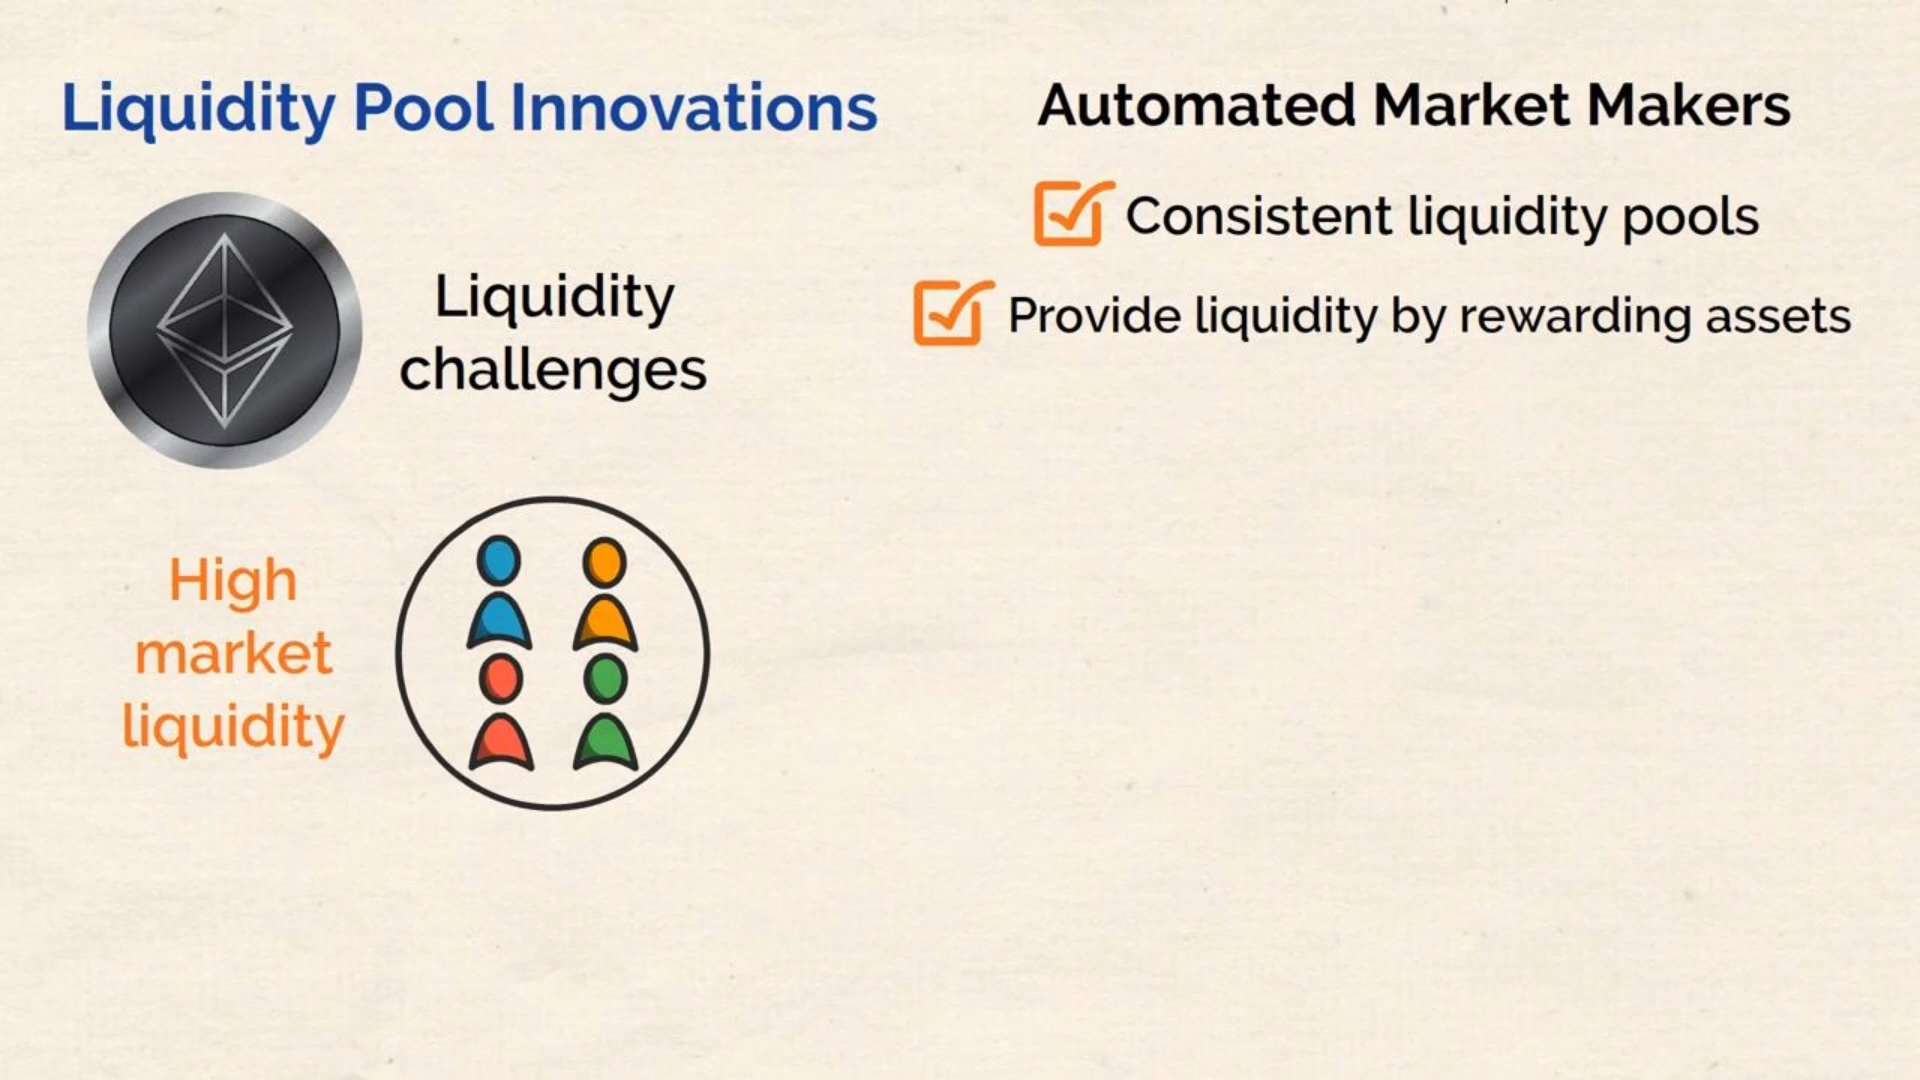 Liquidity Pool Innovations
Liquidity
challenges
High
market
liquidity
Automated Market Makers
Consistent liquidity pools
Provide liquidity by rewarding assets